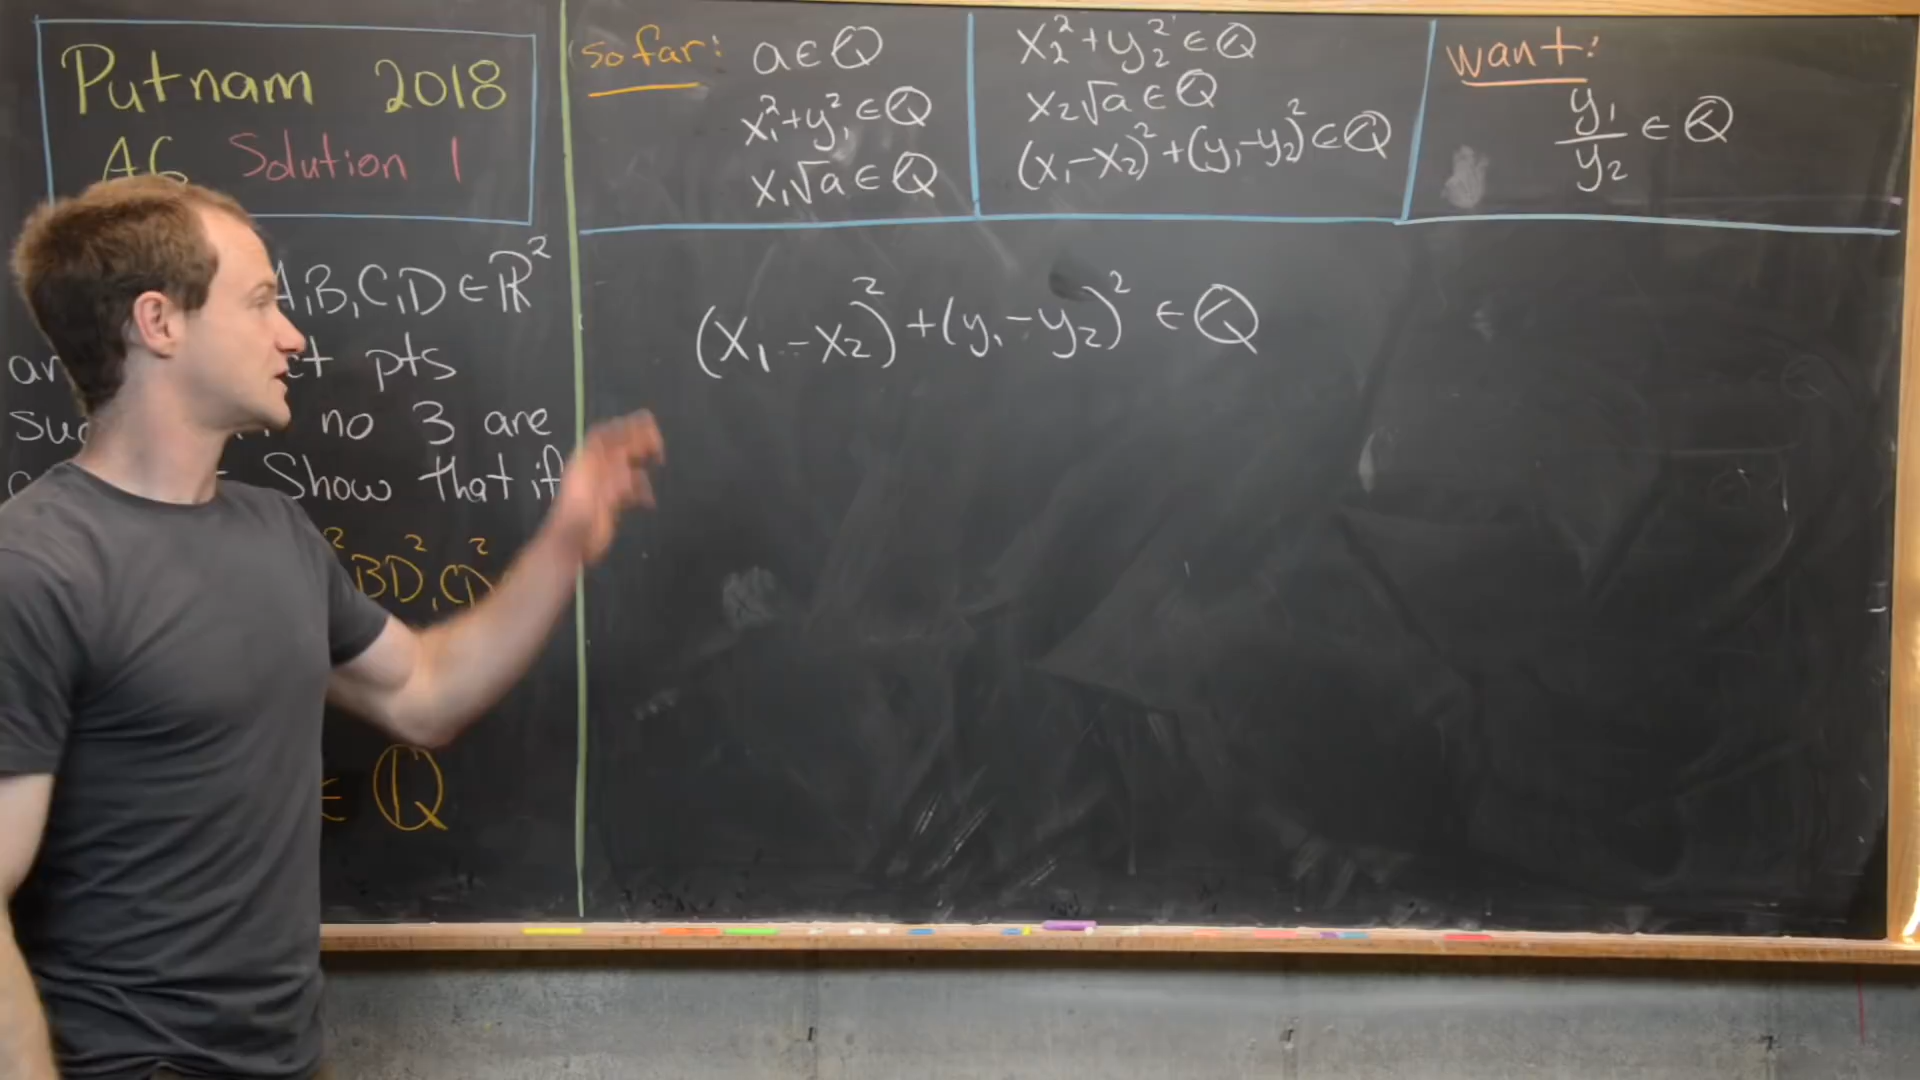 Putnam 2018
A6 Solution 1
A,B,C,D ∈ ℝ²
pts
no 3 are
Show that if
² BD², CD²
∈ ℚ
so far: a ∈ ℚ
x₁² + y₁² ∈ ℚ
x₁√a ∈ ℚ
x₂² + y₂² ∈ ℚ
x₂√a ∈ ℚ
(x₁ - x₂)² + (y₁ - y₂)² ∈ ℚ
want:
y₁/y₂ ∈ ℚ
(x₁ - x₂)² + (y₁ - y₂)² ∈ ℚ